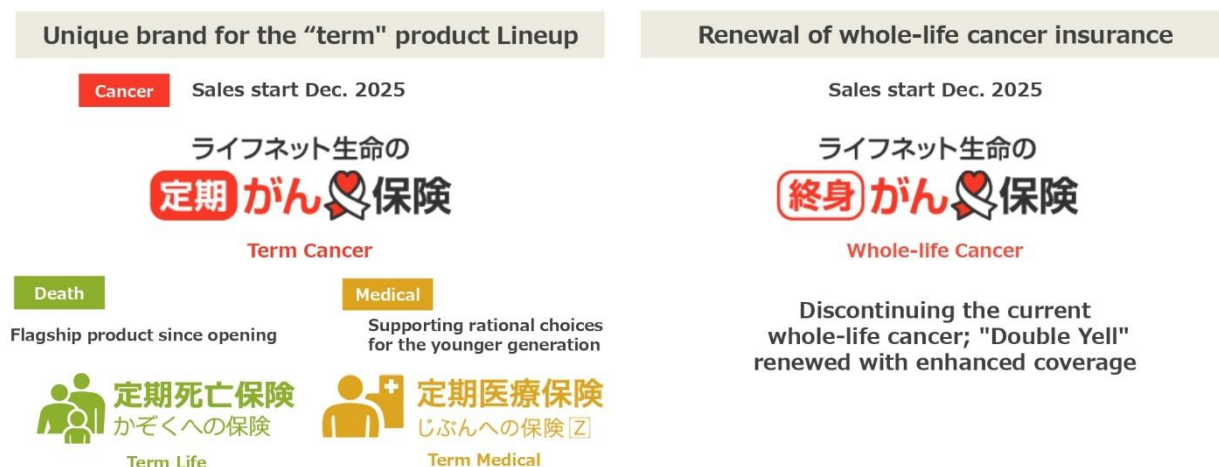 Unique brand for the “term" product Lineup
Cancer
Sales start Dec. 2025
ライフネット生命の
定期がん保険
Term Cancer
Death
Flagship product since opening
定期死亡保険
かぞくへの保険
Term Life
Medical
Supporting rational choices
for the younger generation
定期医療保険
じぶんへの保険Z
Term Medical
Renewal of whole-life cancer insurance
Sales start Dec. 2025
ライフネット生命の
終身がん保険
Whole-life Cancer
Discontinuing the current
whole-life cancer; "Double Yell"
renewed with enhanced coverage